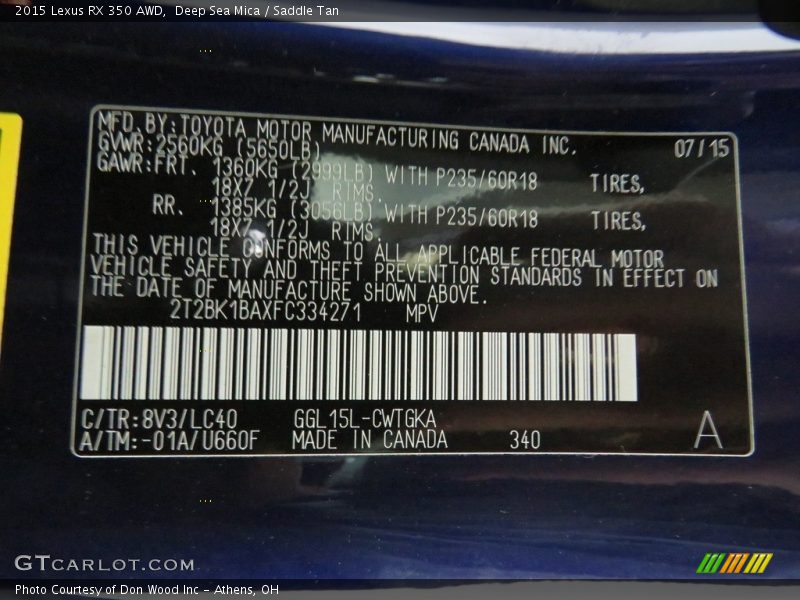 2015 Lexus RX 350 AWD,  Deep Sea Mica / Saddle Tan
MFD.BY:TOYOTA MOTOR MANUFACTURING CANADA INC. 07/15
GVWR:2560KG (5650LB)
GAWR:FRT. 1360KG (2999LB) WITH P235/60R18 TIRES,
18X7 1/2J RIMS.
RR. 1385KG (3056LB) WITH P235/60R18 TIRES,
18X7 1/2J RIMS.
THIS VEHICLE CONFORMS TO ALL APPLICABLE FEDERAL MOTOR
VEHICLE SAFETY AND THEFT PREVENTION STANDARDS IN EFFECT ON
THE DATE OF MANUFACTURE SHOWN ABOVE.
2T2BK1BAXFC334271 MPV
C/TR:8V3/LC40 GGL15L-CWTGKA
A/TM:-01A/U660F MADE IN CANADA 340 A
GTCARLOT.COM
Photo Courtesy of Don Wood Inc - Athens, OH